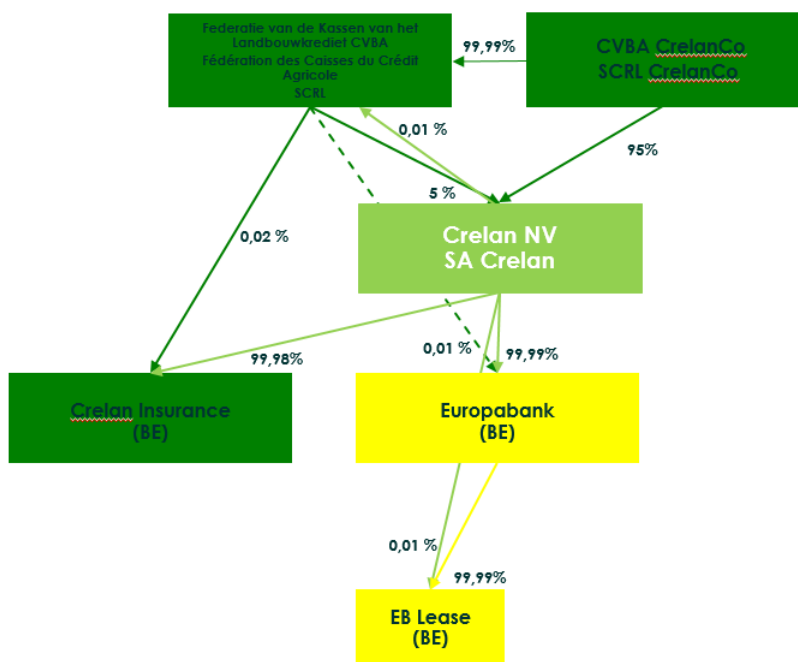 Federatie van de Kassen van het
Landbouwkrediet CVBA
Fédération des Caisses du Crédit
Agricole
SCRL
99,99%
CVBA CrelanCo
SCRL CrelanCo
0,01 %
95%
5 %
0,02 %
Crelan NV
SA Crelan
99,98%
0,01 %
99,99%
Crelan Insurance
(BE)
Europabank
(BE)
0,01 %
99,99%
EB Lease
(BE)